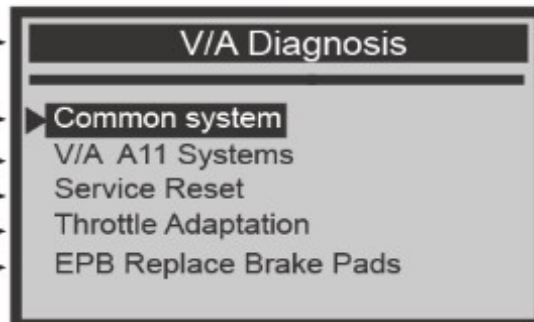 V/A Diagnosis
Common system
V/A A11 Systems
Service Reset
Throttle Adaptation
EPB Replace Brake Pads